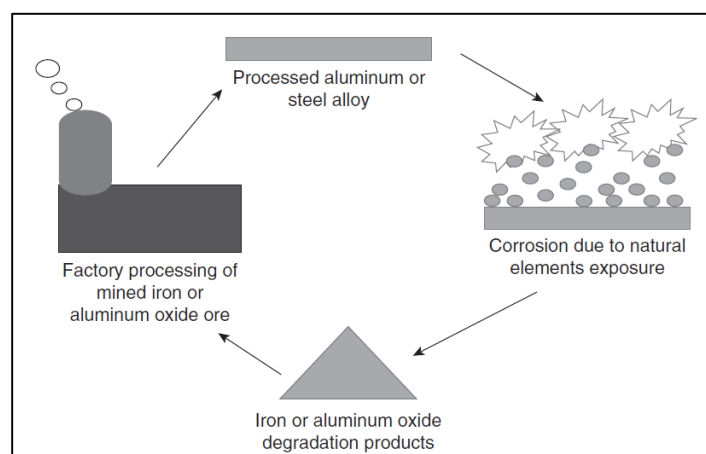 Processed aluminum or
steel alloy
Corrosion due to natural
elements exposure
Factory processing of
mined iron or
aluminum oxide ore
Iron or aluminum oxide
degradation products